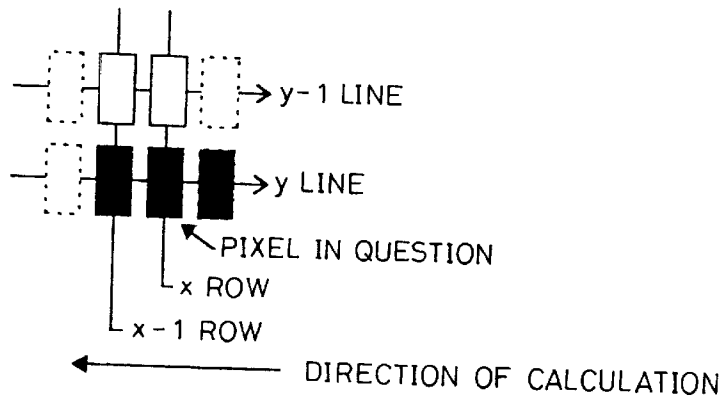 y-1 LINE
y LINE
PIXEL IN QUESTION
x ROW
x-1 ROW
DIRECTION OF CALCULATION